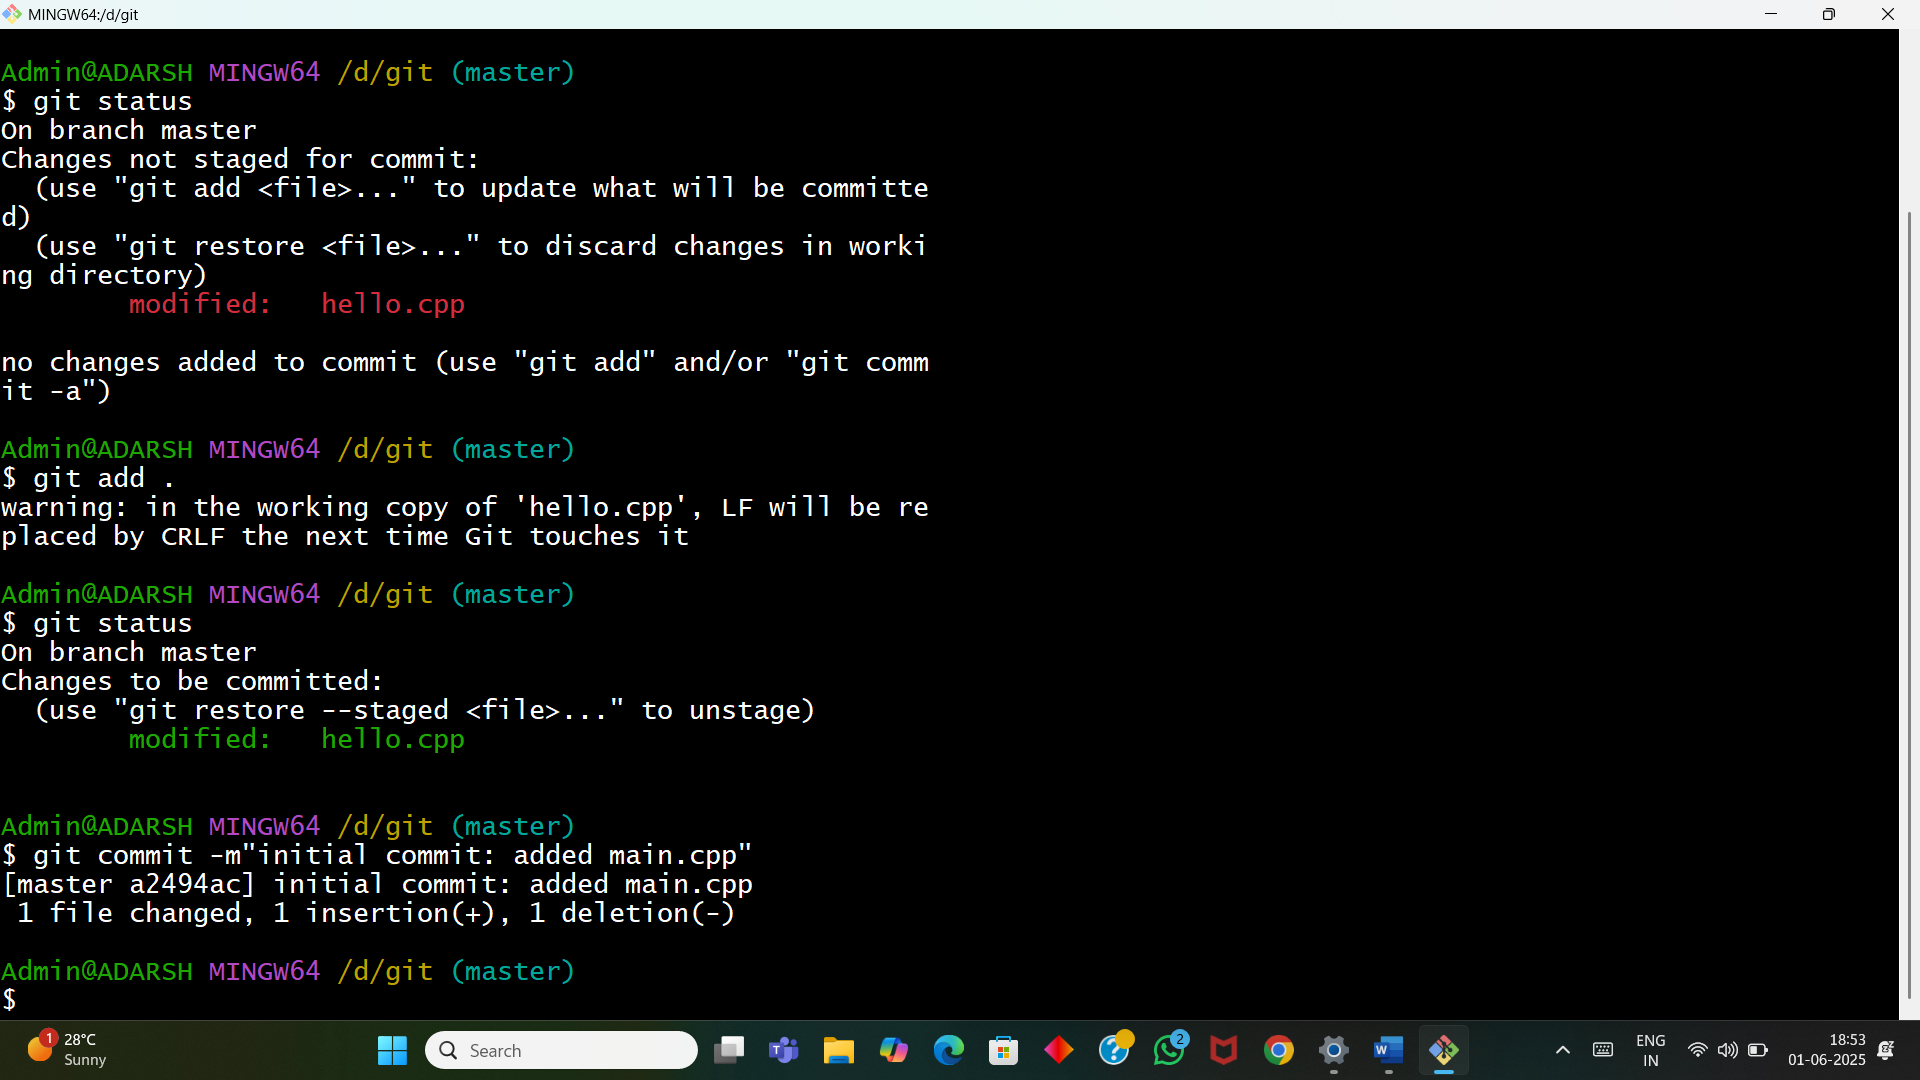 MINGW64:/d/git
Admin@ADARSH MINGW64 /d/git (master)
$ git status
On branch master
Changes not staged for commit:
  (use "git add <file>..." to update what will be committe
d)
  (use "git restore <file>..." to discard changes in worki
ng directory)
        modified:   hello.cpp
no changes added to commit (use "git add" and/or "git comm
it -a")
Admin@ADARSH MINGW64 /d/git (master)
$ git add .
warning: in the working copy of 'hello.cpp', LF will be re
placed by CRLF the next time Git touches it
Admin@ADARSH MINGW64 /d/git (master)
$ git status
On branch master
Changes to be committed:
  (use "git restore --staged <file>..." to unstage)
        modified:   hello.cpp
Admin@ADARSH MINGW64 /d/git (master)
$ git commit -m"initial commit: added main.cpp"
[master a2494ac] initial commit: added main.cpp
 1 file changed, 1 insertion(+), 1 deletion(-)
Admin@ADARSH MINGW64 /d/git (master)
$
1
28°C
Sunny
Search
2
ENG
IN
18:53
01-06-2025